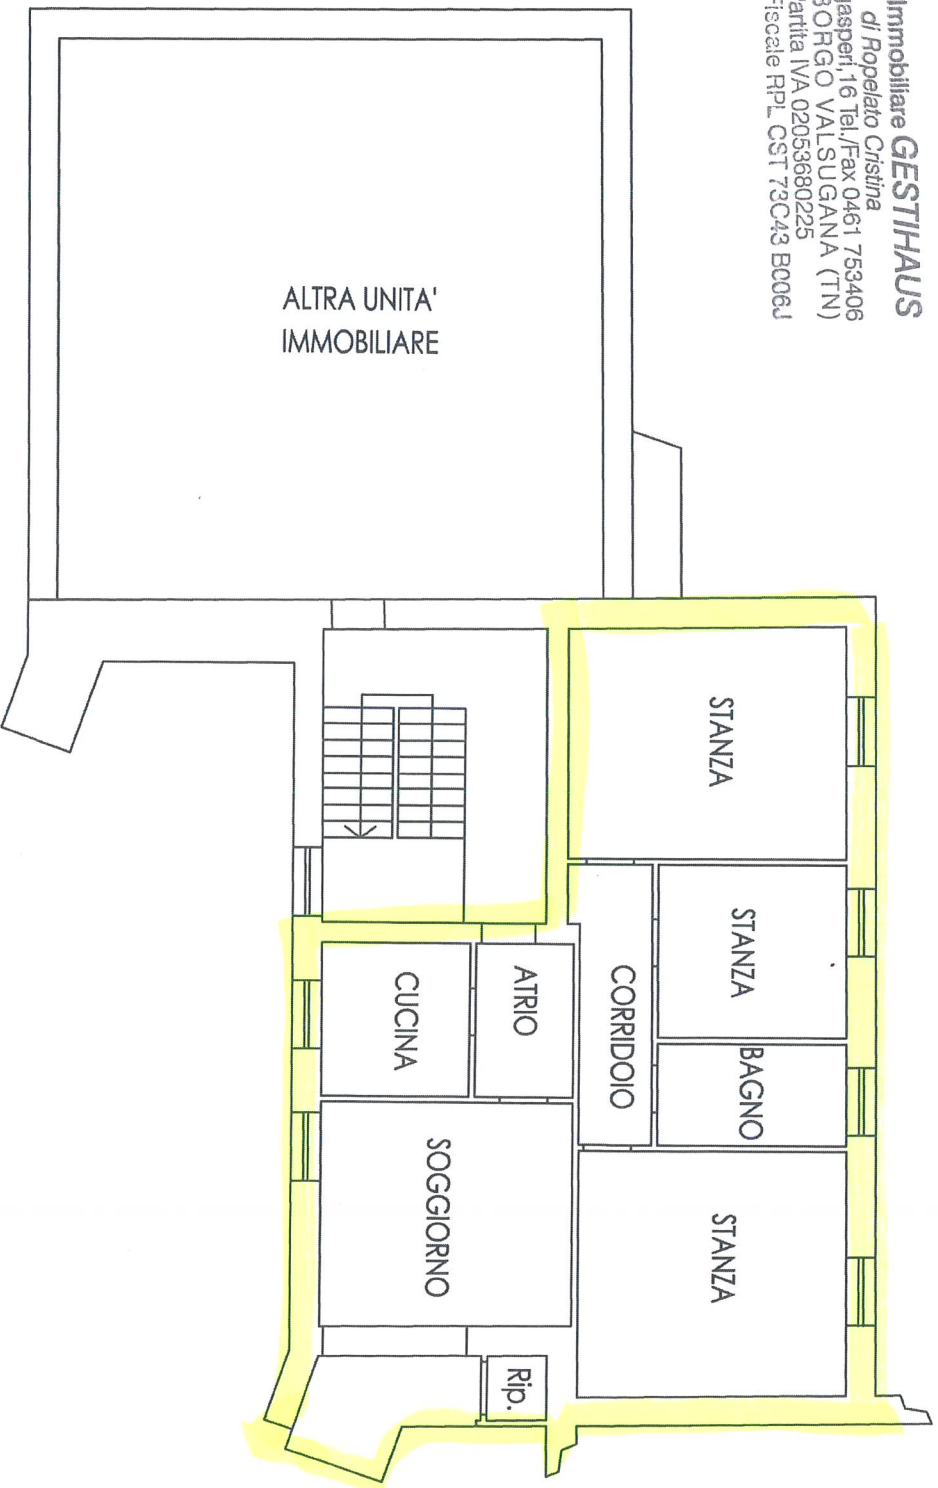 Immobiliare GESTIHAUS
di Ropelato Cristina
gasperi, 16 Tel./Fax 0461 753406
BORGO VALSUGANA (TN)
Partita IVA 02053680225
Fiscale RPL CST 73C43 B006J
ALTRA UNITA'
IMMOBILIARE
STANZA
STANZA
BAGNO
CORRIDOIO
ATRIO
CUCINA
SOGGIORNO
STANZA
Rip.